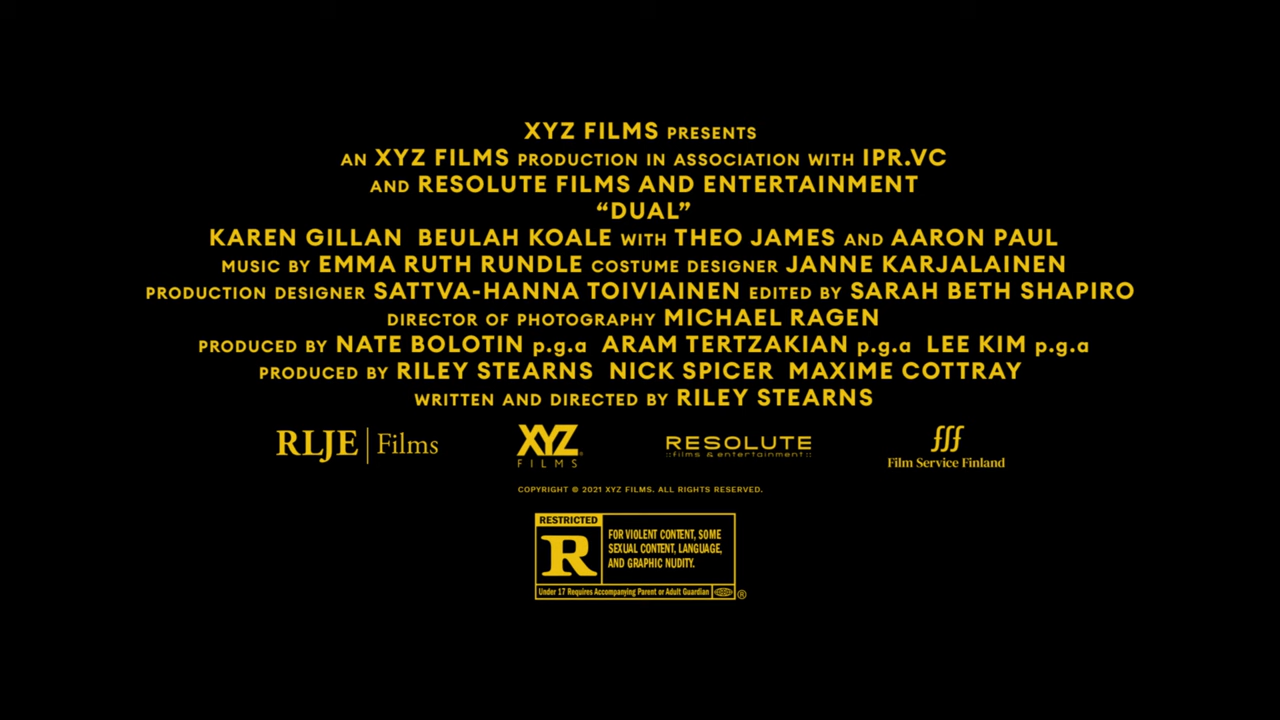 XYZ FILMS PRESENTS
AN XYZ FILMS PRODUCTION IN ASSOCIATION WITH IPR.VC
AND RESOLUTE FILMS AND ENTERTAINMENT
“DUAL”
KAREN GILLAN BEULAH KOALE WITH THEO JAMES AND AARON PAUL
MUSIC BY EMMA RUTH RUNDLE COSTUME DESIGNER JANNE KARJALAINEN
PRODUCTION DESIGNER SATTVA-HANNA TOIVIAINEN EDITED BY SARAH BETH SHAPIRO
DIRECTOR OF PHOTOGRAPHY MICHAEL RAGEN
PRODUCED BY NATE BOLOTIN p.g.a ARAM TERTZAKIAN p.g.a LEE KIM p.g.a
PRODUCED BY RILEY STEARNS NICK SPICER MAXIME COTTRAY
WRITTEN AND DIRECTED BY RILEY STEARNS
RLJE | Films
XYZ
FILMS
RESOLUTE
::films & entertainment::
fff
Film Service Finland
COPYRIGHT © 2021 XYZ FILMS. ALL RIGHTS RESERVED.
RESTRICTED
R
FOR VIOLENT CONTENT, SOME
SEXUAL CONTENT, LANGUAGE,
AND GRAPHIC NUDITY.
Under 17 Requires Accompanying Parent or Adult Guardian ®